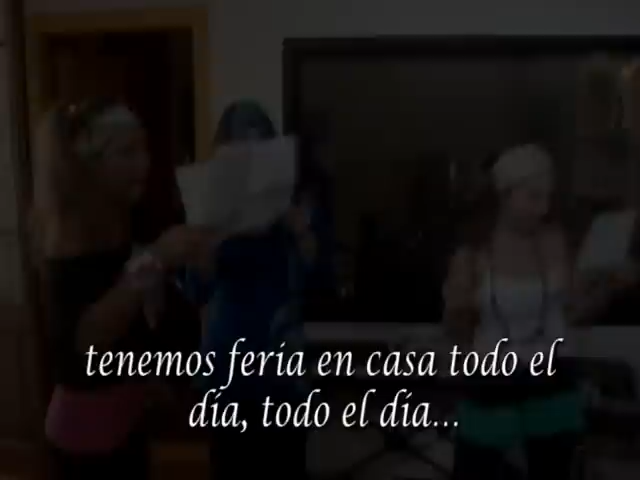 tenemos feria en casa todo el
día, todo el día...